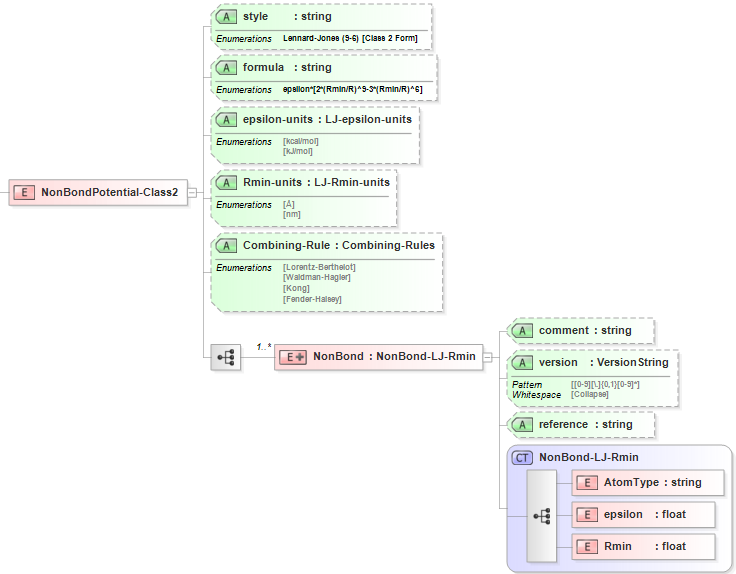 A style : string
Enumerations Lennard-Jones (9-6) [Class 2 Form]
A formula : string
Enumerations epsilon*[2*(Rmin/R)^9-3*(Rmin/R)^6]
A epsilon-units : LJ-epsilon-units
Enumerations [kcal/mol]
[kJ/mol]
E NonBondPotential-Class2
A Rmin-units : LJ-Rmin-units
Enumerations [Å]
[nm]
A Combining-Rule : Combining-Rules
Enumerations [Lorentz-Berthelot]
[Waldman-Hagler]
[Kong]
[Fender-Halsey]
1..*
E NonBond : NonBond-LJ-Rmin
A comment : string
A version : VersionString
Pattern [[0-9][\.]{0,1}[0-9]*]
Whitespace [Collapse]
A reference : string
CT NonBond-LJ-Rmin
E AtomType : string
E epsilon : float
E Rmin : float